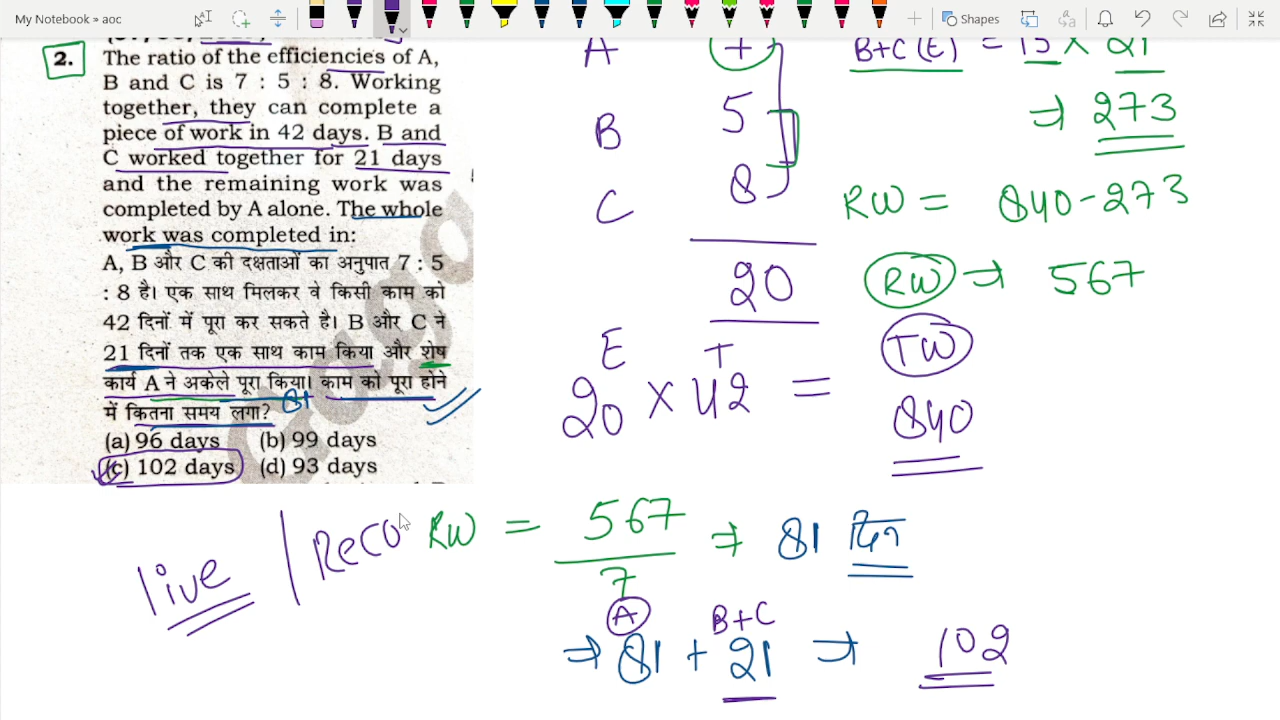 My Notebook » aoc
Shapes
2.
The ratio of the efficiencies of A,
B and C is 7 : 5 : 8. Working
together, they can complete a
piece of work in 42 days. B and
C worked together for 21 days
and the remaining work was
completed by A alone. The whole
work was completed in:
A, B और C की दक्षताओं का अनुपात 7 : 5
: 8 है। एक साथ मिलकर वे किसी काम को
42 दिनों में पूरा कर सकते है। B और C ने
21 दिनों तक एक साथ काम किया और शेष
कार्य A ने अकेले पूरा किया। काम को पूरा होने
में कितना समय लगा? 81
(a) 96 days (b) 99 days
(c) 102 days (d) 93 days
A 7
B 5
C 8
20
E T
20 × 42 =
TW
840
B+C (E) = 13 × 21
⇒ 273
RW = 840-273
RW → 567
live / Reco
RW = 567
7
⇒ 81 दिन
A B+C
⇒ 81 + 21 ⇒ 102